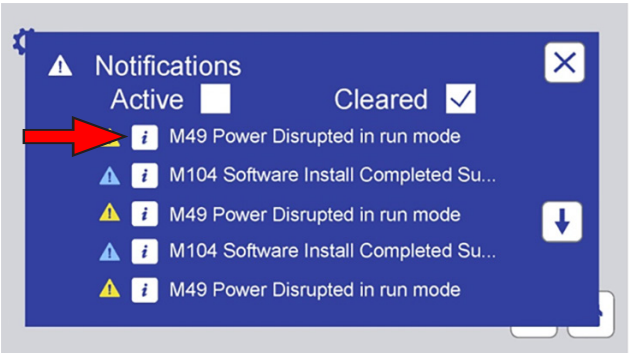 Notifications
Active Cleared
i M49 Power Disrupted in run mode
i M104 Software Install Completed Su...
i M49 Power Disrupted in run mode
i M104 Software Install Completed Su...
i M49 Power Disrupted in run mode